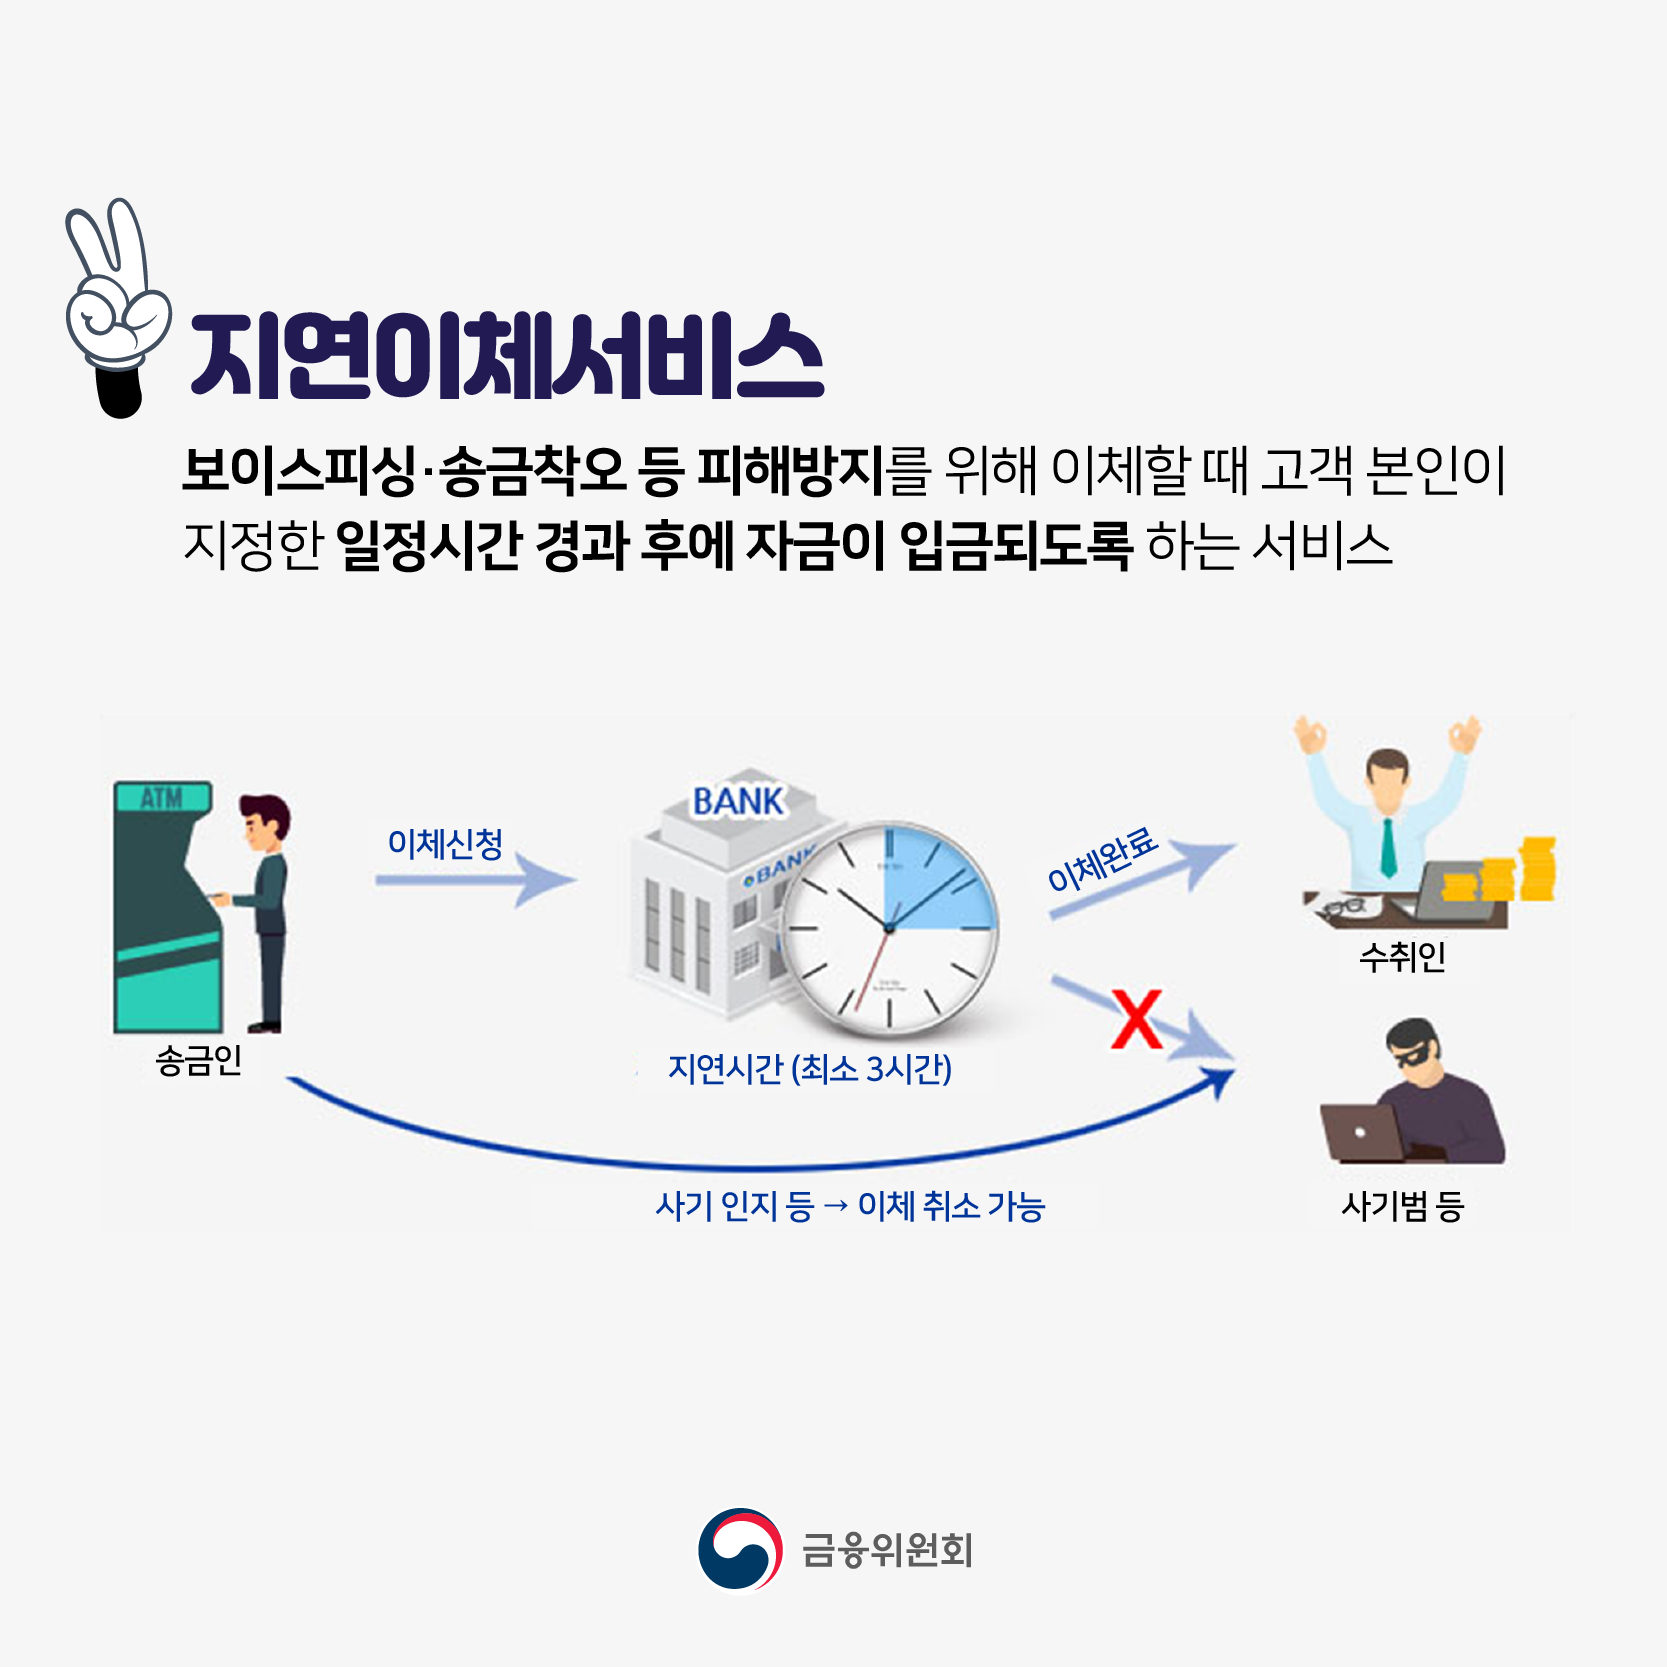 지연이체서비스
보이스피싱·송금착오 등 피해방지를 위해 이체할 때 고객 본인이
지정한 일정시간 경과 후에 자금이 입금되도록 하는 서비스
ATM
이체신청
BANK
BANK
이체완료
수취인
송금인
지연시간 (최소 3시간)
X
사기 인지 등 → 이체 취소 가능
사기범 등
금융위원회